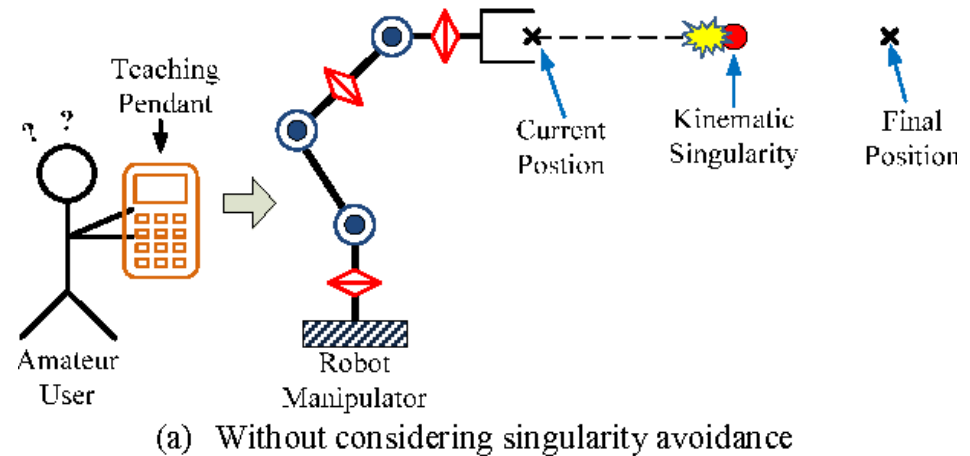 Teaching
Pendant
? ?
Current
Postion
Kinematic
Singularity
Final
Position
Amateur
User
Robot
Manipulator
(a) Without considering singularity avoidance